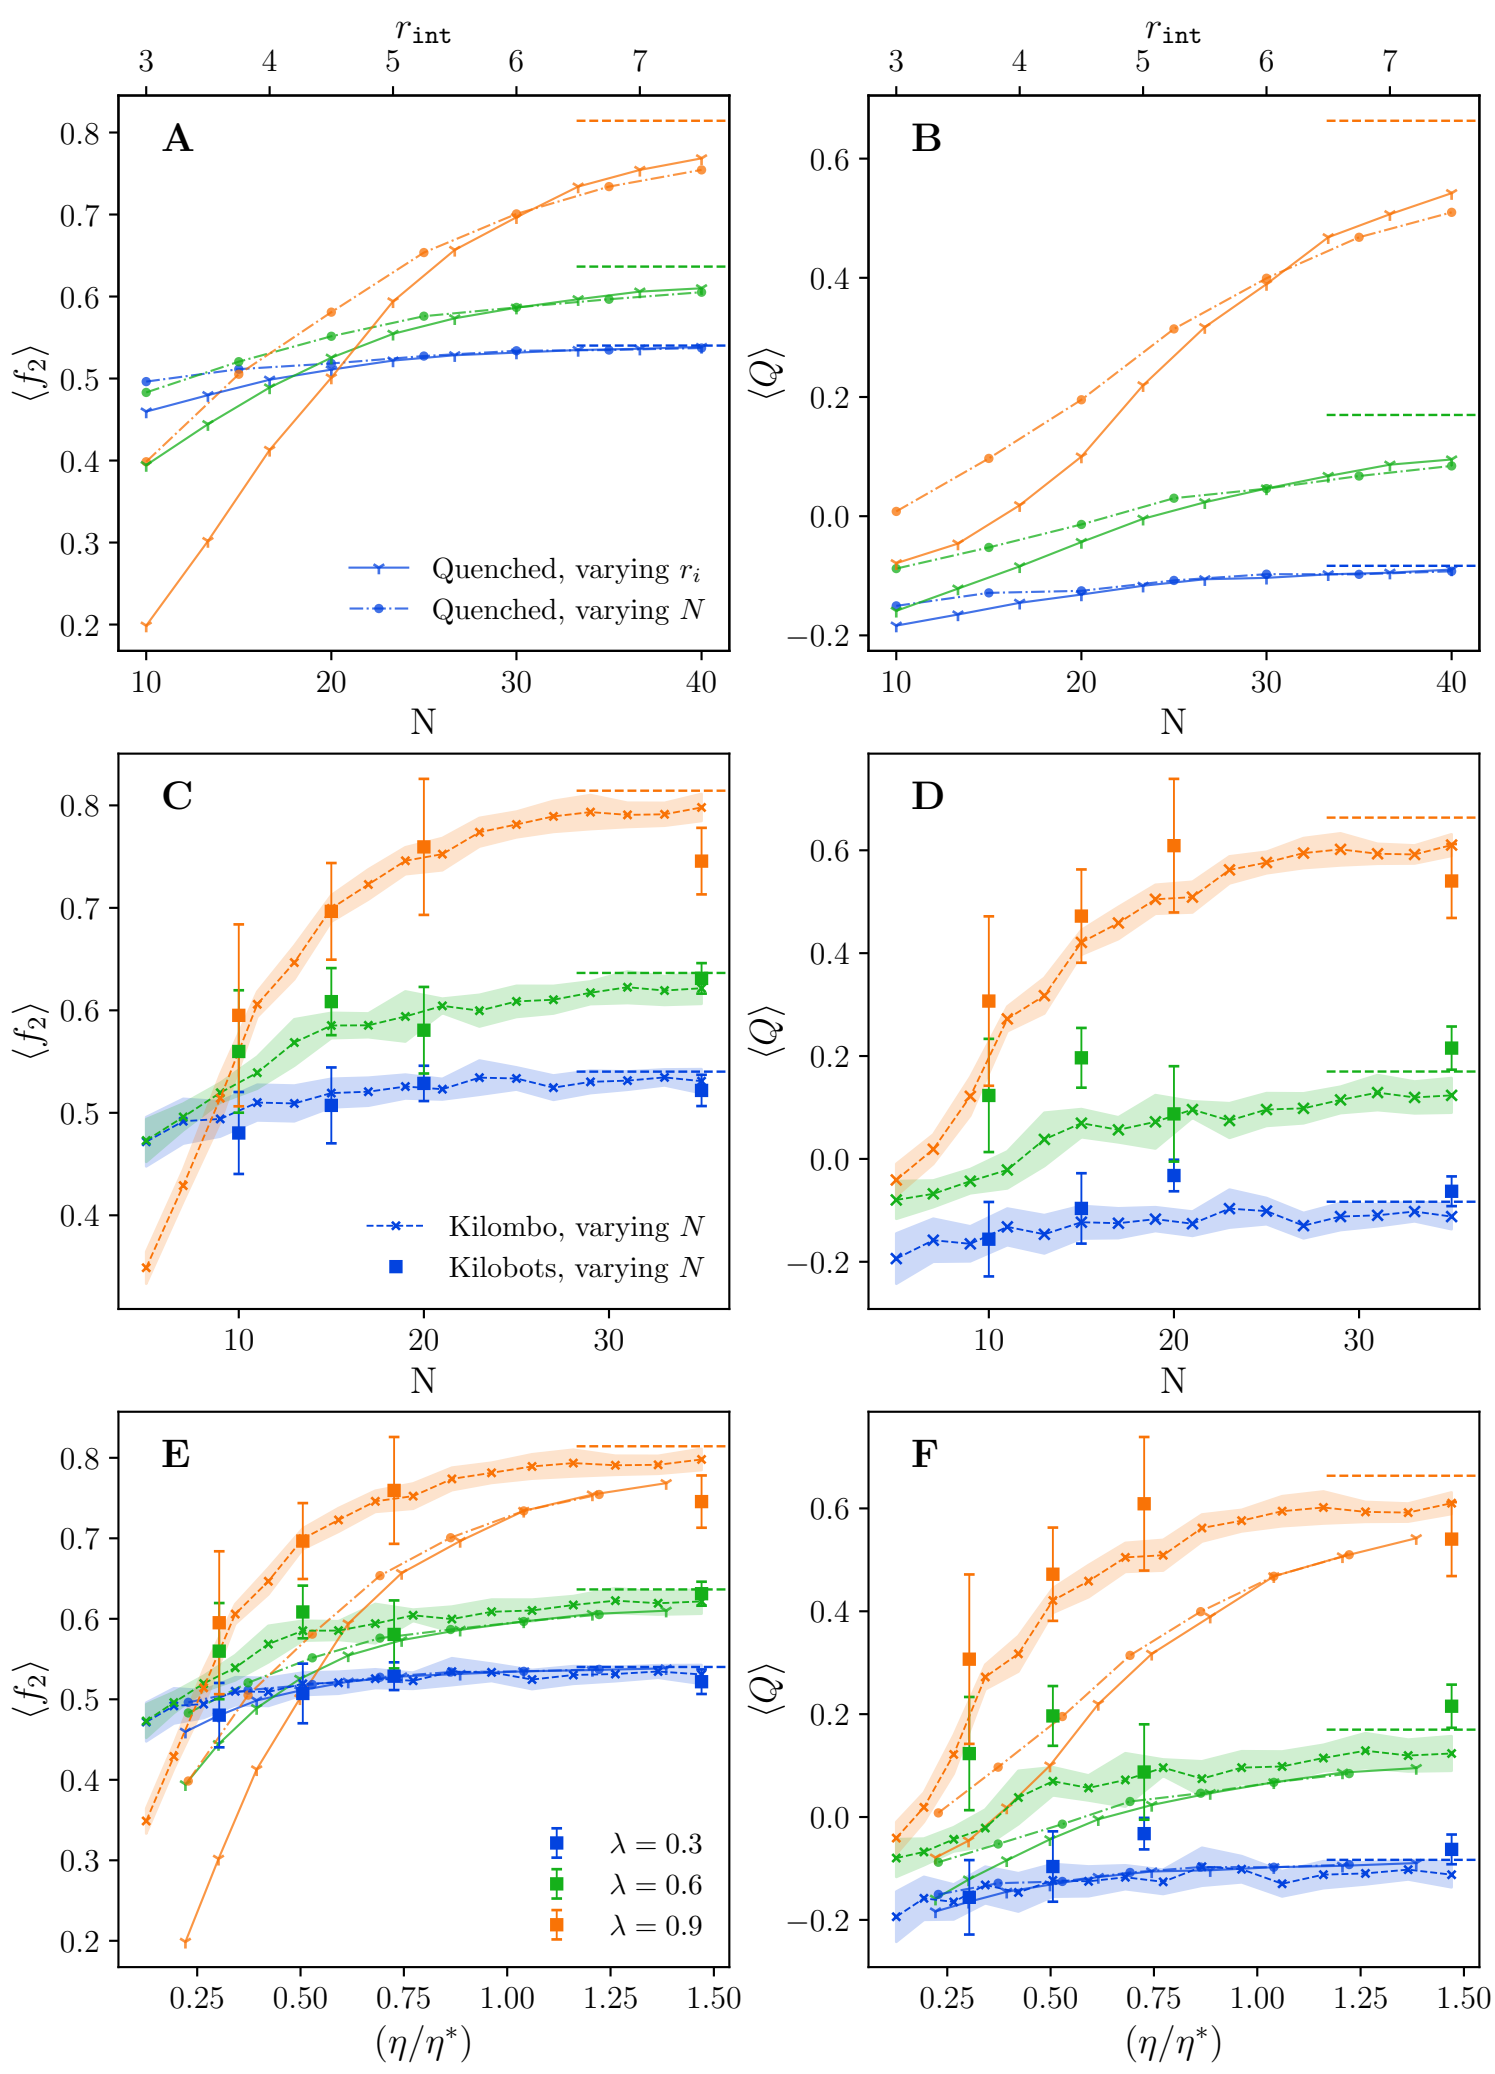 r_int
3 4 5 6 7
A
0.8
0.7
0.6
0.5
0.4
0.3
0.2
⟨f₂⟩
Quenched, varying r_i
Quenched, varying N
10 20 30 40
N
r_int
3 4 5 6 7
B
0.6
0.4
0.2
0.0
−0.2
⟨Q⟩
10 20 30 40
N
C
0.8
0.7
0.6
0.5
0.4
⟨f₂⟩
Kilombo, varying N
Kilobots, varying N
10 20 30
N
D
0.6
0.4
0.2
0.0
−0.2
⟨Q⟩
10 20 30
N
E
0.8
0.7
0.6
0.5
0.4
0.3
0.2
⟨f₂⟩
λ = 0.3
λ = 0.6
λ = 0.9
0.25 0.50 0.75 1.00 1.25 1.50
(η/η*)
F
0.6
0.4
0.2
0.0
−0.2
⟨Q⟩
0.25 0.50 0.75 1.00 1.25 1.50
(η/η*)